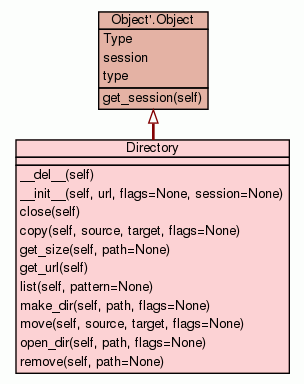 Object'.Object
Type
session
type
get_session(self)
Directory
__del__(self)
__init__(self, url, flags=None, session=None)
close(self)
copy(self, source, target, flags=None)
get_size(self, path=None)
get_url(self)
list(self, pattern=None)
make_dir(self, path, flags=None)
move(self, source, target, flags=None)
open_dir(self, path, flags=None)
remove(self, path=None)